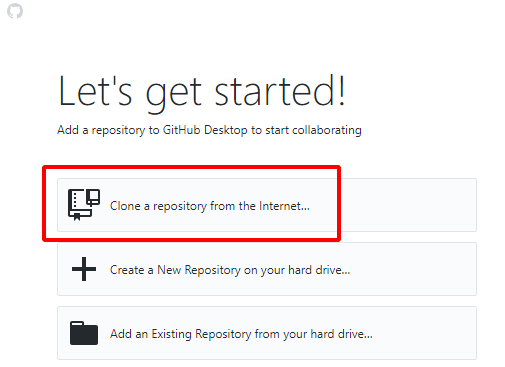 Let's get started!
Add a repository to GitHub Desktop to start collaborating
Clone a repository from the Internet...
Create a New Repository on your hard drive...
Add an Existing Repository from your hard drive...